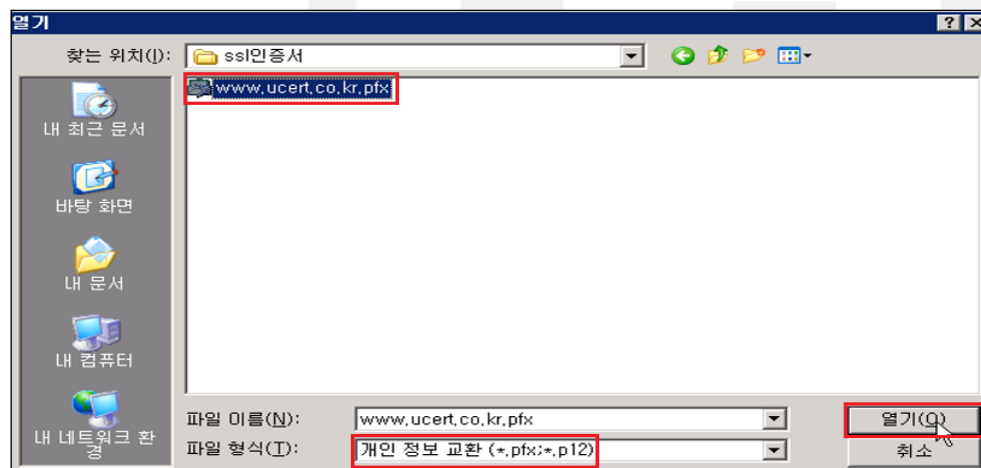 열기
찾는 위치(I):
ssl인증서
www.ucert.co.kr.pfx
내 최근 문서
바탕 화면
내 문서
내 컴퓨터
내 네트워크 환
경
파일 이름(N):
www.ucert.co.kr.pfx
열기(O)
파일 형식(T):
개인 정보 교환 (*.pfx;*.p12)
취소